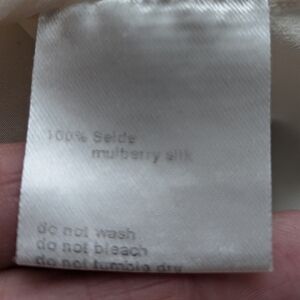 100% Seide
mulberry silk
do not wash
do not bleach
do not tumble dry